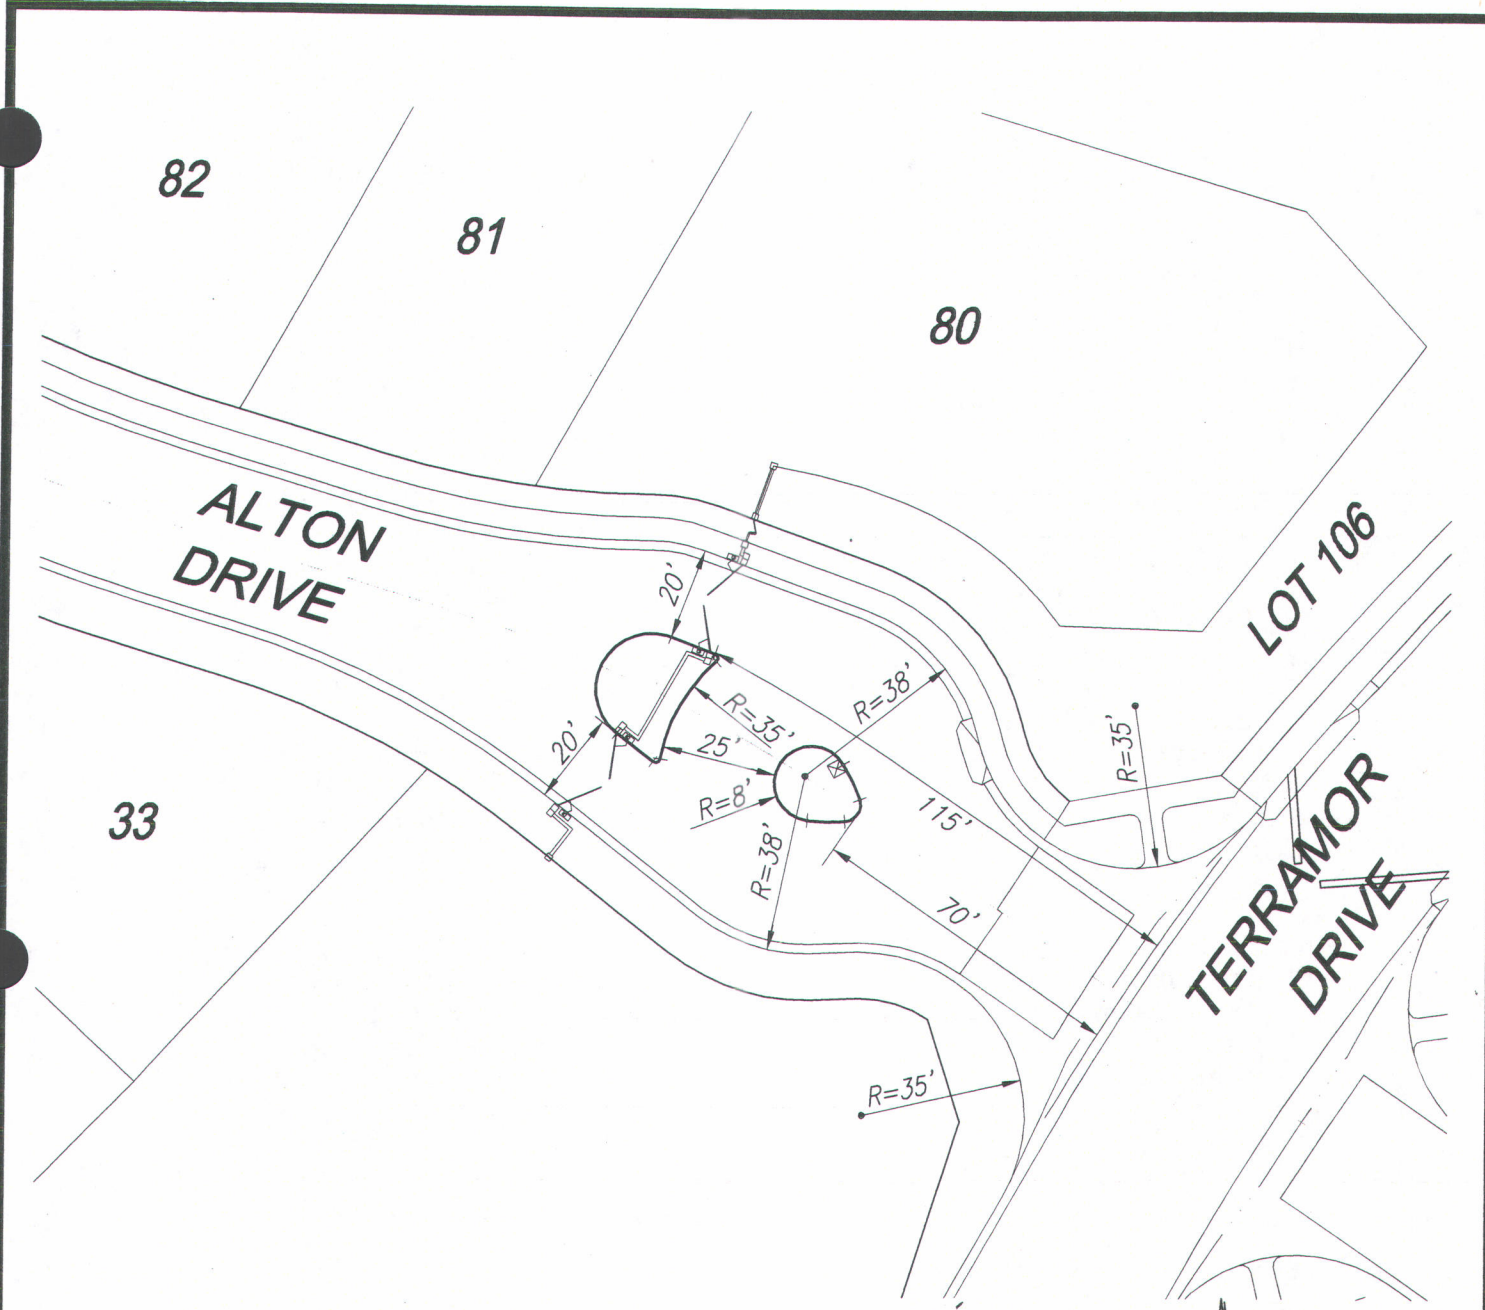 82
81
80
ALTON
DRIVE
LOT 106
20'
R=38'
R=35'
R=35'
20'
25'
R=8'
115'
33
R=38'
TERRAMOR
DRIVE
70'
R=35'